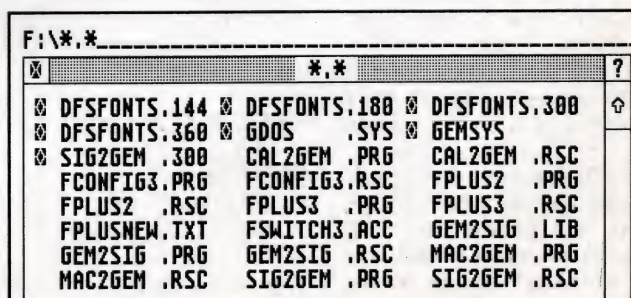 F:\*.*
*.* ?
DFSFONTS.144 DFSFONTS.180 DFSFONTS.300
DFSFONTS.360 GDOS .SYS GEMSYS
SIG2GEM .300 CAL2GEM .PRG CAL2GEM .RSC
FCONFIG3.PRG FCONFIG3.RSC FPLUS2 .PRG
FPLUS2 .RSC FPLUS3 .PRG FPLUS3 .RSC
FPLUSNEW.TXT FSWITCH3.ACC GEM2SIG .LIB
GEM2SIG .PRG GEM2SIG .RSC MAC2GEM .PRG
MAC2GEM .RSC SIG2GEM .PRG SIG2GEM .RSC